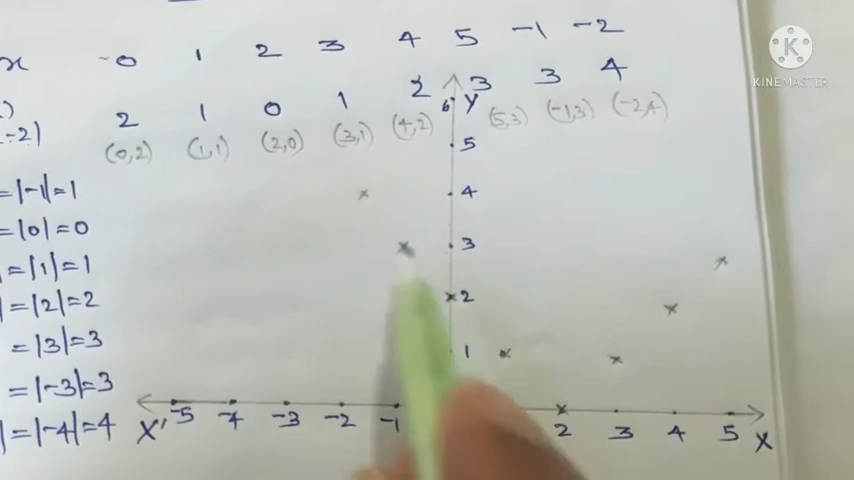 x 0 1 2 3 4 5 -1 -2
) 2 1 0 1 2 3 3 4
-2)
(0,2) (1,1) (2,0) (3,1) (4,2) (5,3) (-1,3) (-2,4)
6 Y
5
=|-1|=1
4
=|0|=0
3
=|1|=1
|=|2|=2
2
=|3|=3
1
=|-3|=3
-5 -4 -3 -2 -1 2 3 4 5
|=|-4|=4
X' X
K
KINEMASTER